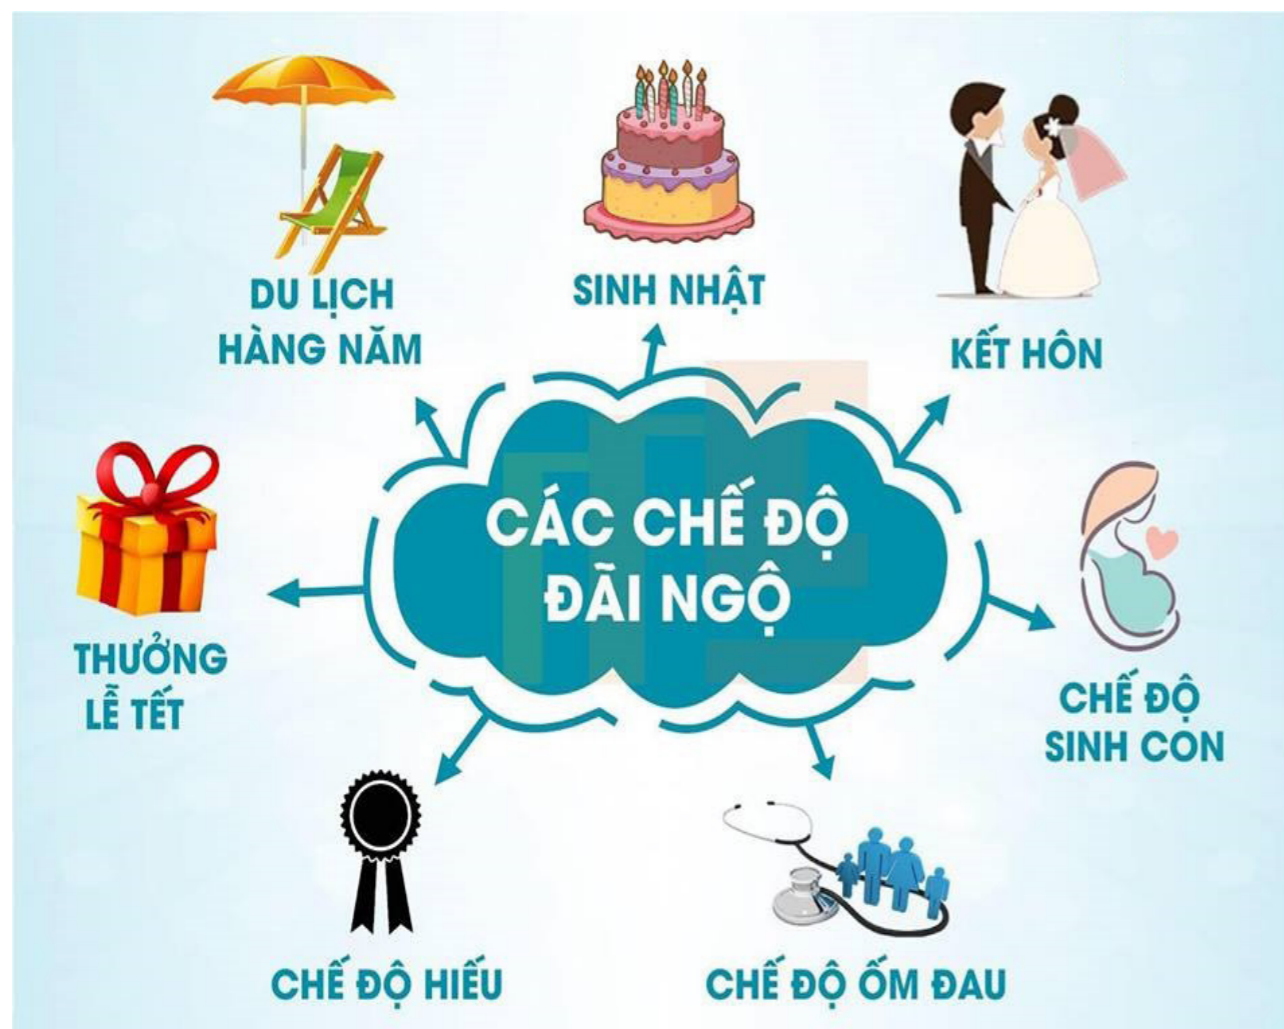 DU LỊCH
HÀNG NĂM
SINH NHẬT
KẾT HÔN
CÁC CHẾ ĐỘ
ĐÃI NGỘ
THƯỞNG
LỄ TẾT
CHẾ ĐỘ
SINH CON
CHẾ ĐỘ HIẾU
CHẾ ĐỘ ỐM ĐAU